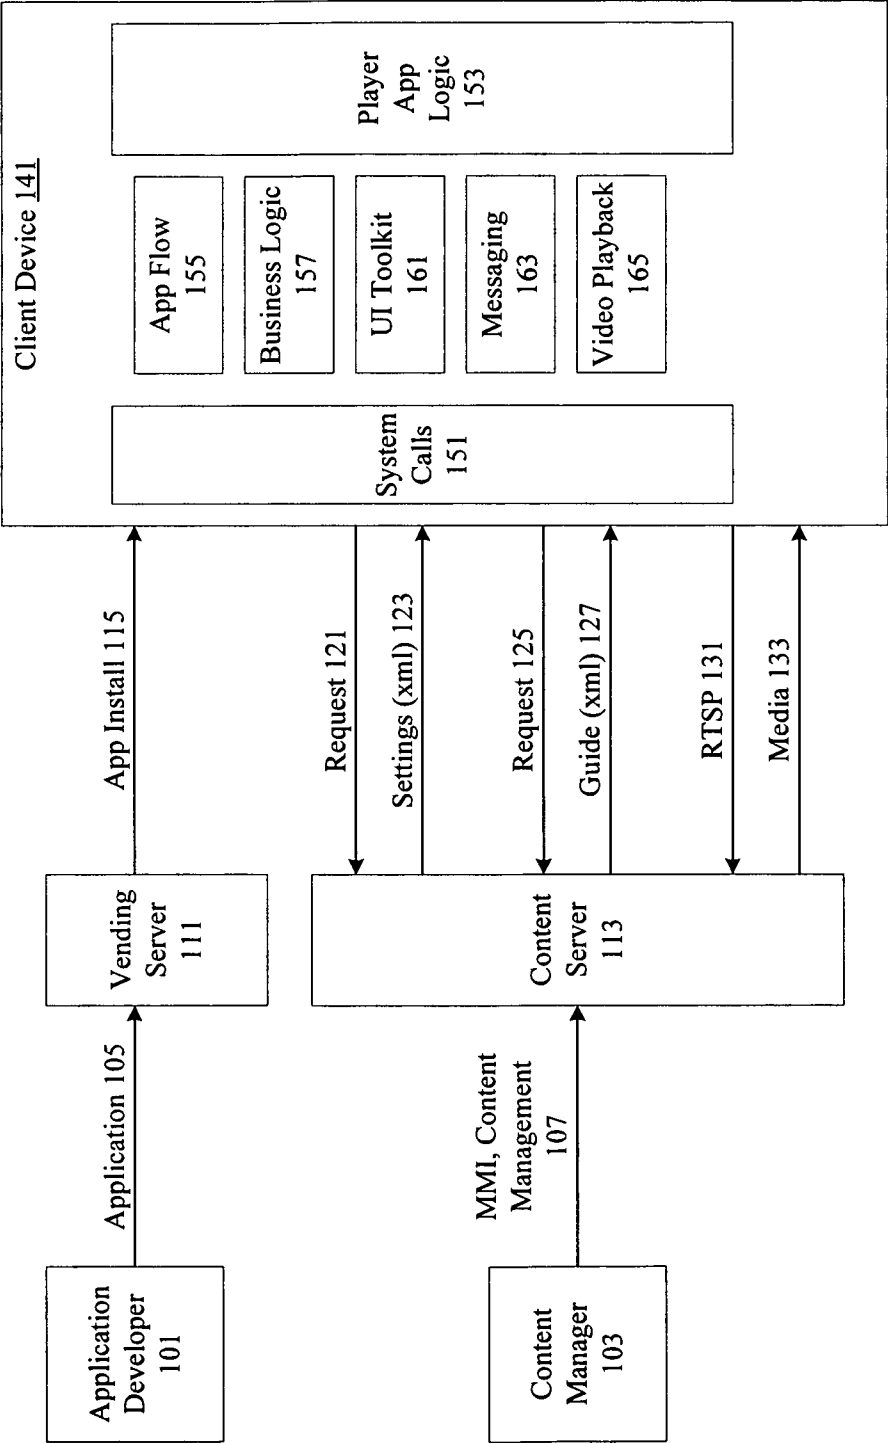 Application
Developer
101
Application 105
Vending
Server
111
App Install 115
Content
Manager
103
MMI, Content
Management
107
Content
Server
113
Request 121
Settings (xml) 123
Request 125
Guide (xml) 127
RTSP 131
Media 133
Client Device 141
System
Calls
151
App Flow
155
Business Logic
157
UI Toolkit
161
Messaging
163
Video Playback
165
Player
App
Logic
153